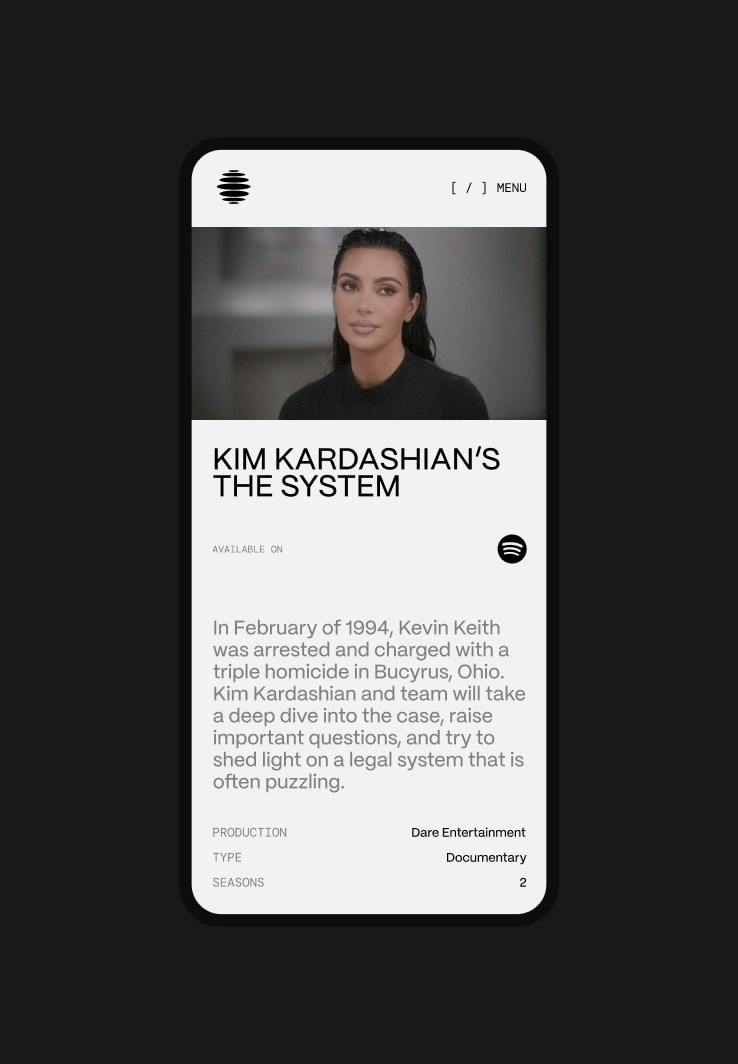 [ / ] MENU
KIM KARDASHIAN’S
THE SYSTEM
AVAILABLE ON
In February of 1994, Kevin Keith
was arrested and charged with a
triple homicide in Bucyrus, Ohio.
Kim Kardashian and team will take
a deep dive into the case, raise
important questions, and try to
shed light on a legal system that is
often puzzling.
PRODUCTION Dare Entertainment
TYPE Documentary
SEASONS 2